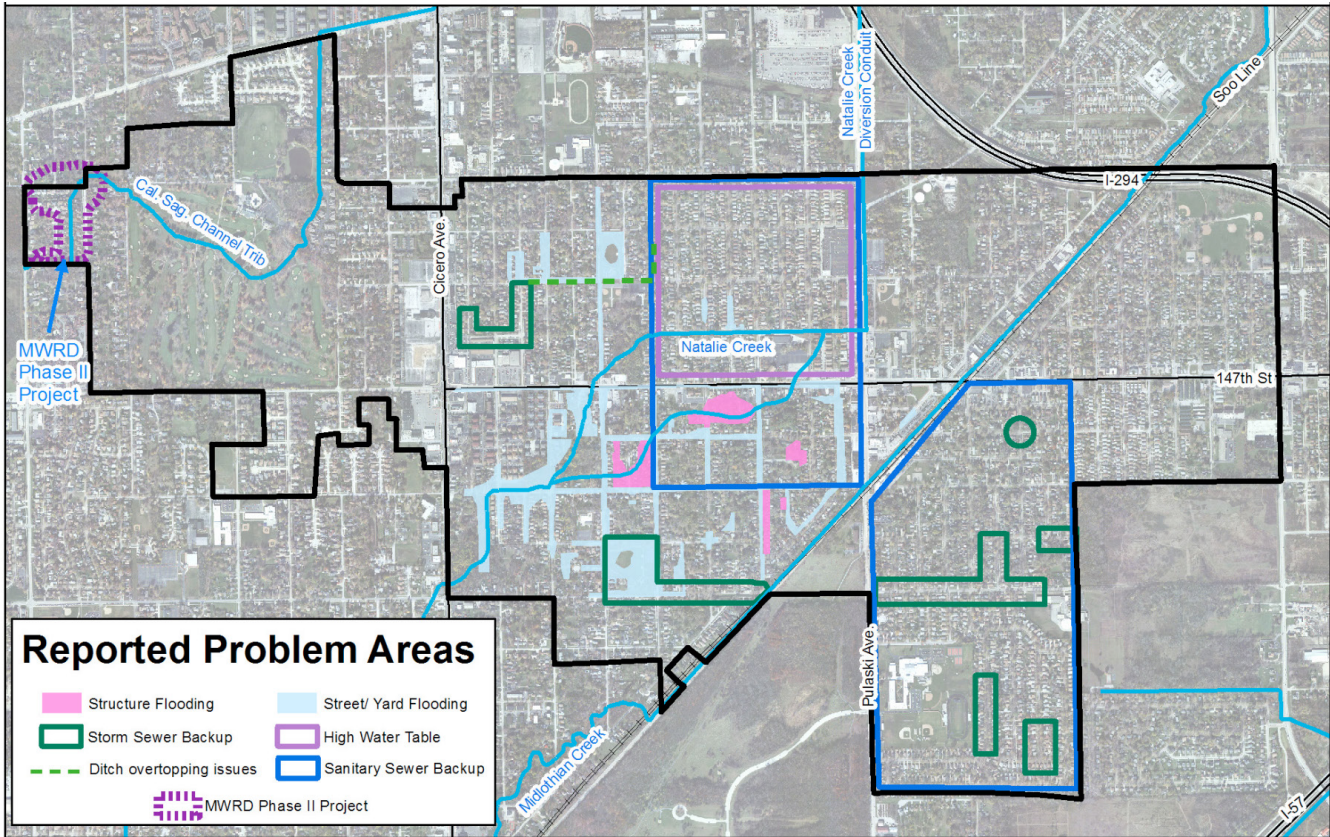 Natalie Creek
Diversion Conduit
Soo Line
I-294
Cal. Sag. Channel Trib
Cicero Ave.
MWRD
Phase II
Project
Natalie Creek
147th St
Pulaski Ave.
Midlothian Creek
I-57
Reported Problem Areas
Structure Flooding
Street/ Yard Flooding
Storm Sewer Backup
High Water Table
Ditch overtopping issues
Sanitary Sewer Backup
MWRD Phase II Project